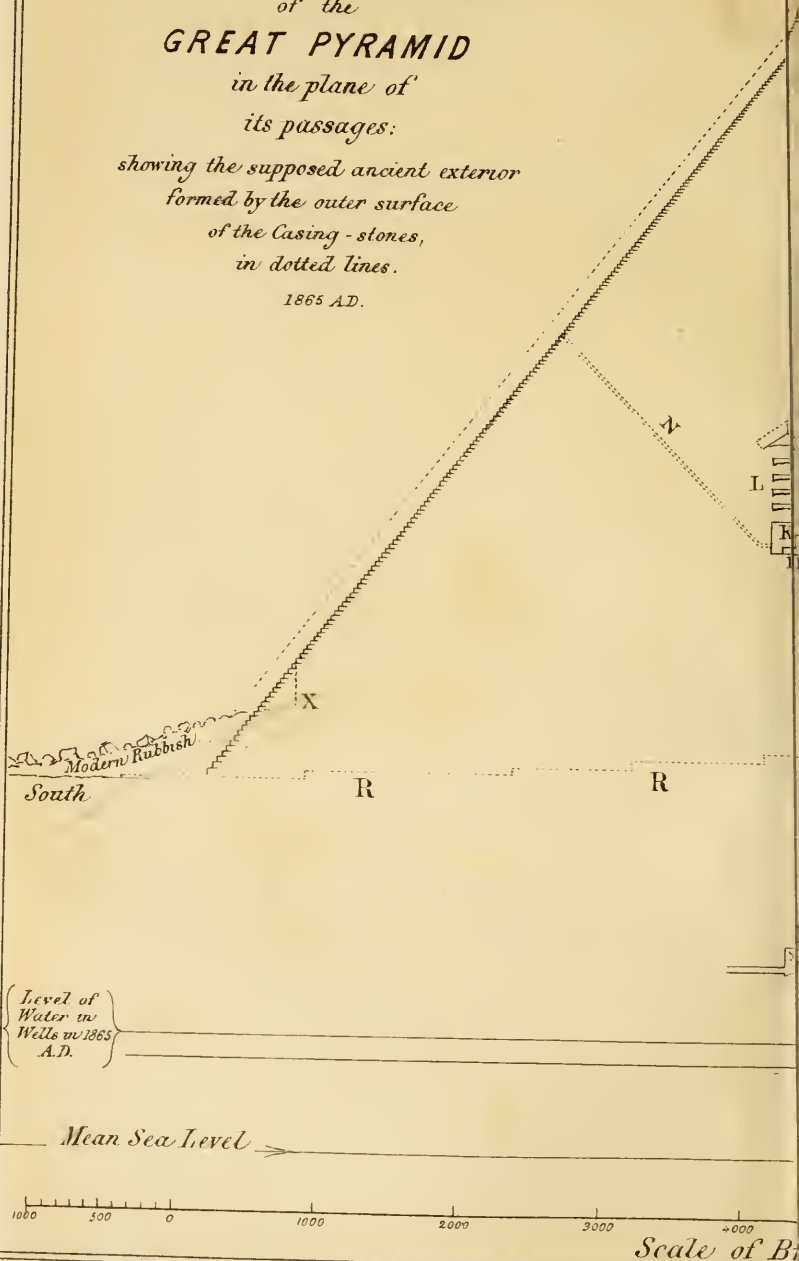 of the
GREAT PYRAMID
in the plane of
its passages:
showing the supposed ancient exterior
formed by the outer surface
of the Casing-stones,
in dotted lines.
1865 A.D.
N
L
K
X
Modern Rubbish
South
R
R
Level of
Water in
Wells in 1865
A.D.
Mean Sea Level
1000 500 0 1000 2000 3000 4000
Scale of